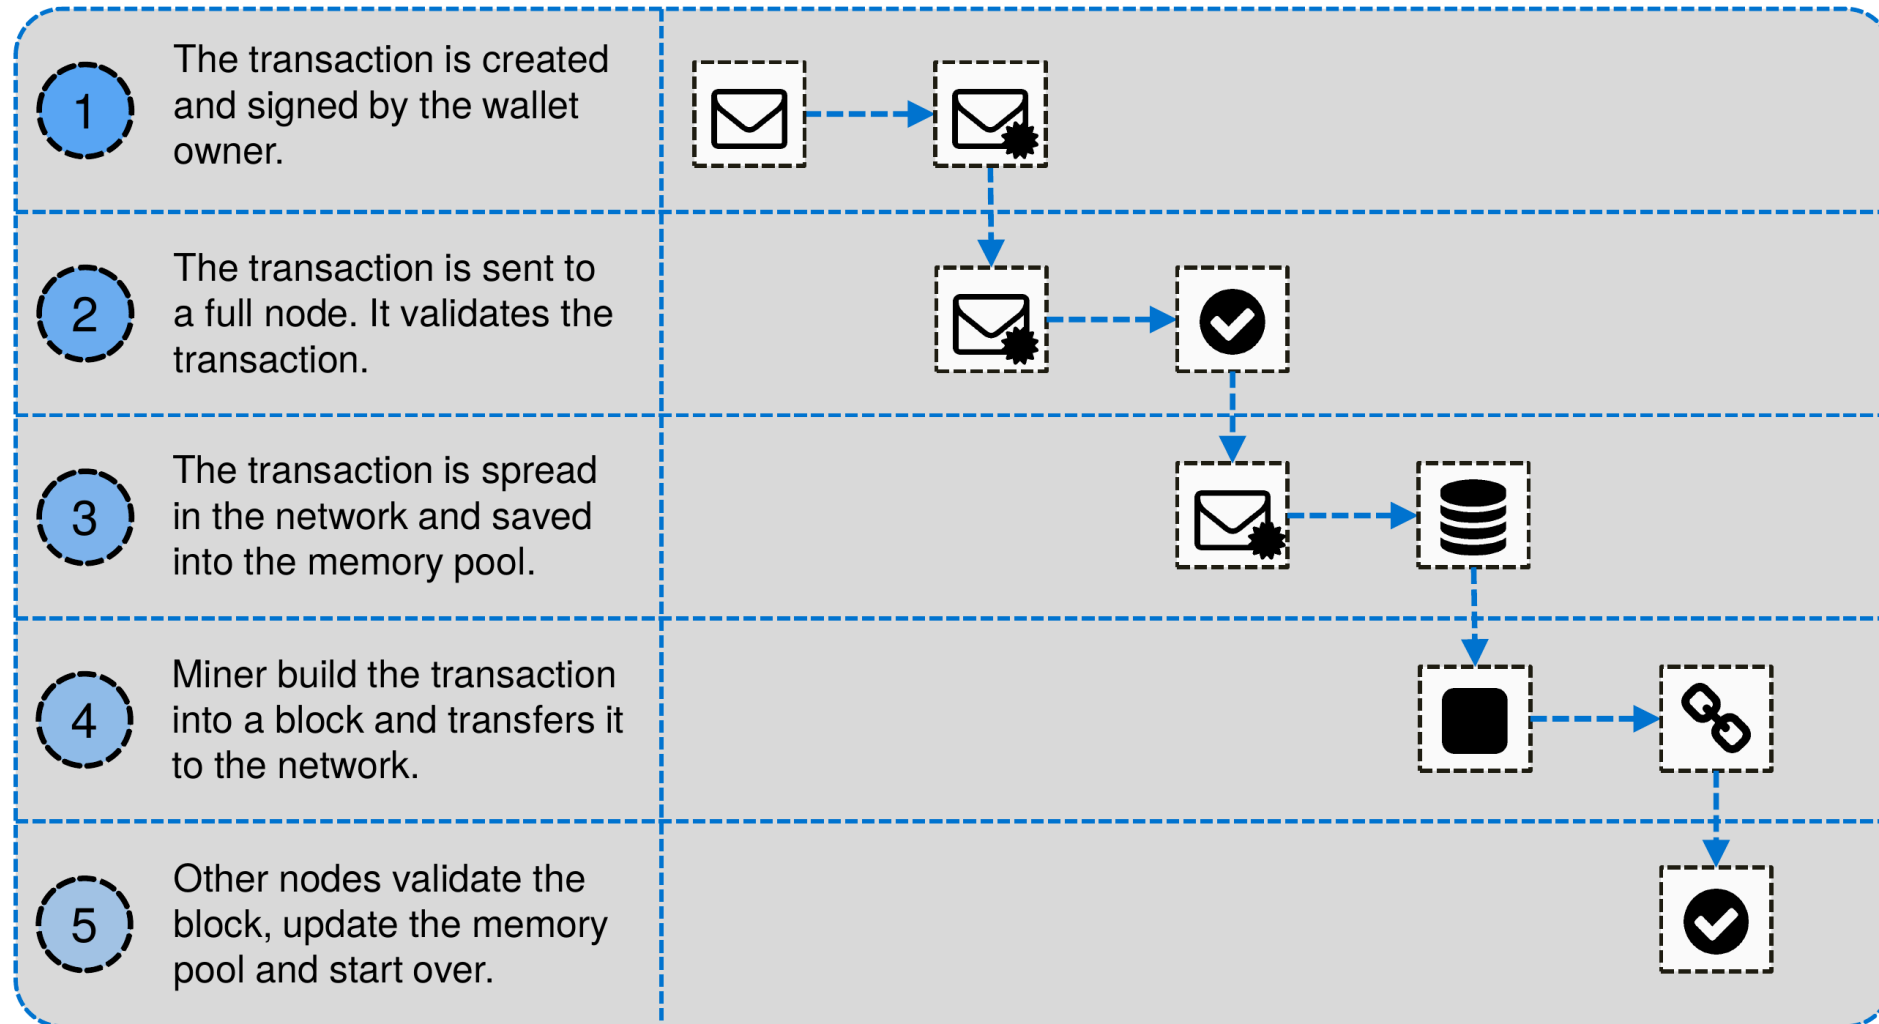 1
The transaction is created
and signed by the wallet
owner.
2
The transaction is sent to
a full node. It validates the
transaction.
3
The transaction is spread
in the network and saved
into the memory pool.
4
Miner build the transaction
into a block and transfers it
to the network.
5
Other nodes validate the
block, update the memory
pool and start over.